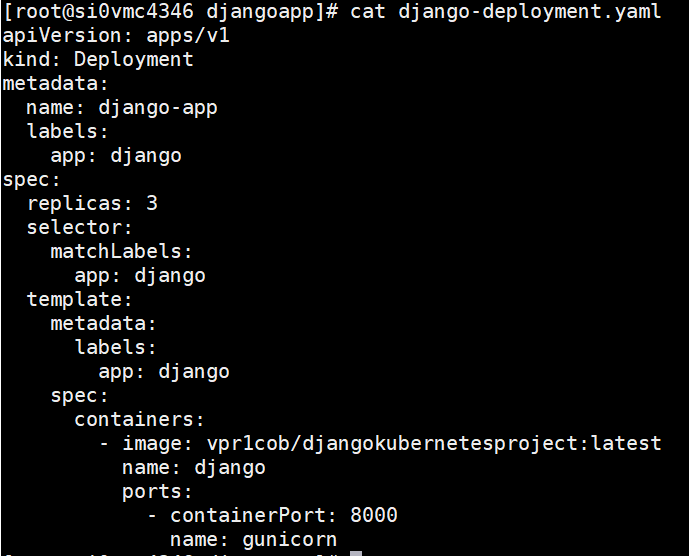 [root@si0vmc4346 djangoapp]# cat django-deployment.yaml
apiVersion: apps/v1
kind: Deployment
metadata:
  name: django-app
  labels:
    app: django
spec:
  replicas: 3
  selector:
    matchLabels:
      app: django
  template:
    metadata:
      labels:
        app: django
    spec:
      containers:
        - image: vpr1cob/djangokubernetesproject:latest
          name: django
          ports:
            - containerPort: 8000
              name: gunicorn